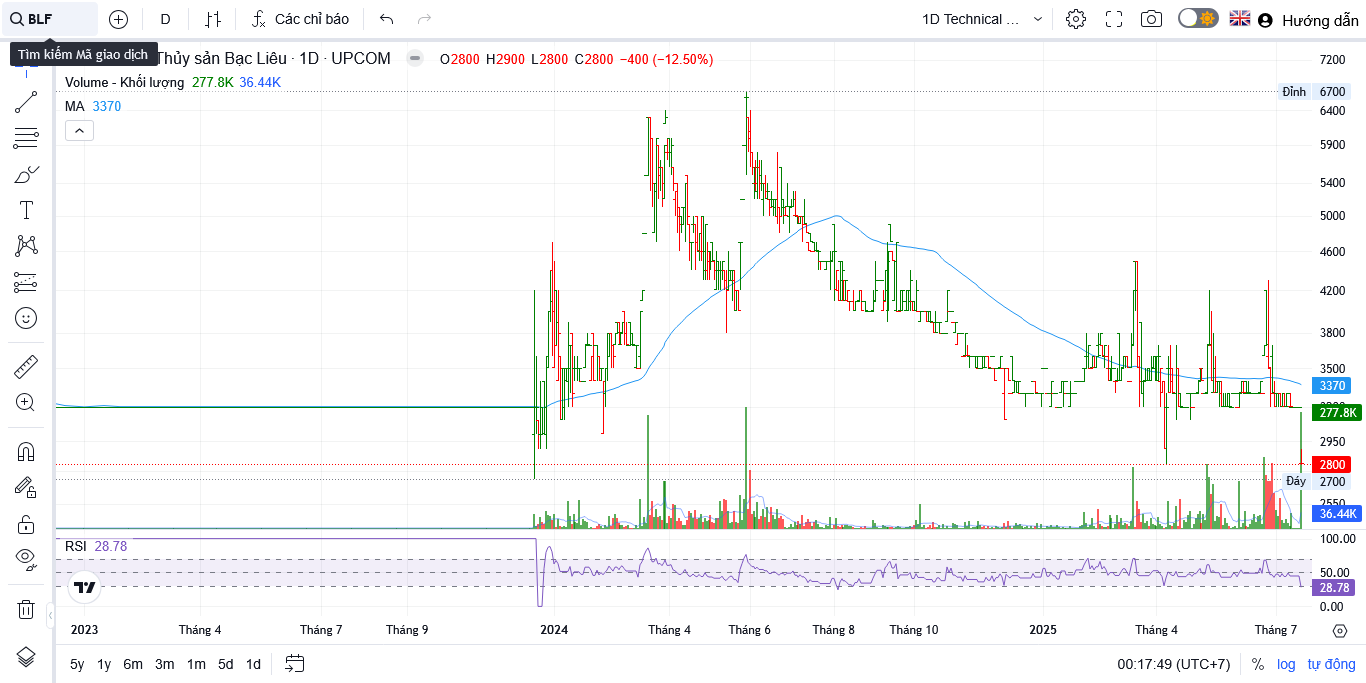 BLF
D
Các chỉ báo
1D Technical ...
Hướng dẫn
Tìm kiếm Mã giao dịch
Thủy sản Bạc Liêu · 1D · UPCOM
O2800 H2900 L2800 C2800 −400 (−12.50%)
Volume - Khối lượng 277.8K 36.44K
MA 3370
7200
Đỉnh 6700
6400
5900
5400
5000
4600
4200
3800
3500
3370
277.8K
2950
2800
Đáy 2700
2550
36.44K
RSI 28.78
100.00
50.00
28.78
0.00
2023 Tháng 4 Tháng 7 Tháng 9 2024 Tháng 4 Tháng 6 Tháng 8 Tháng 10 2025 Tháng 4 Tháng 7
5y 1y 6m 3m 1m 5d 1d
00:17:49 (UTC+7) % log tự động